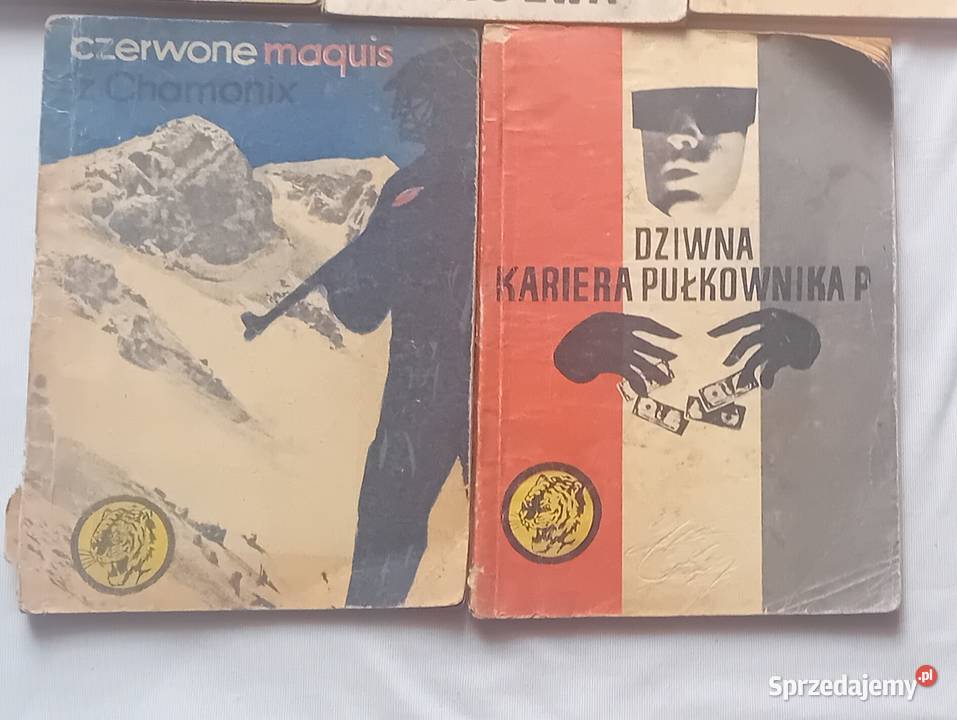 czerwone maquis
z Chamonix
DZIWNA
KARIERA PUŁKOWNIKA P
Sprzedajemy.pl